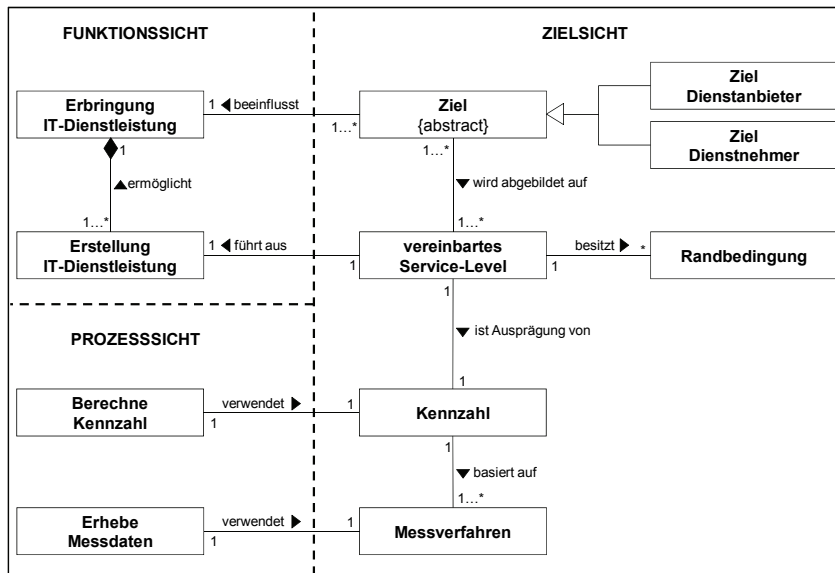 FUNKTIONSSICHT
ZIELSICHT
Erbringung
IT-Dienstleistung
1 beeinflusst
1…*
Ziel
{abstract}
Ziel
Dienstanbieter
Ziel
Dienstnehmer
1
ermöglicht
1…*
1…*
wird abgebildet auf
1…*
Erstellung
IT-Dienstleistung
1 führt aus
1
vereinbartes
Service-Level
besitzt
1
*
Randbedingung
1
ist Ausprägung von
1
PROZESSSICHT
Berechne
Kennzahl
verwendet
1
1
Kennzahl
1
basiert auf
1…*
Erhebe
Messdaten
verwendet
1
1
Messverfahren